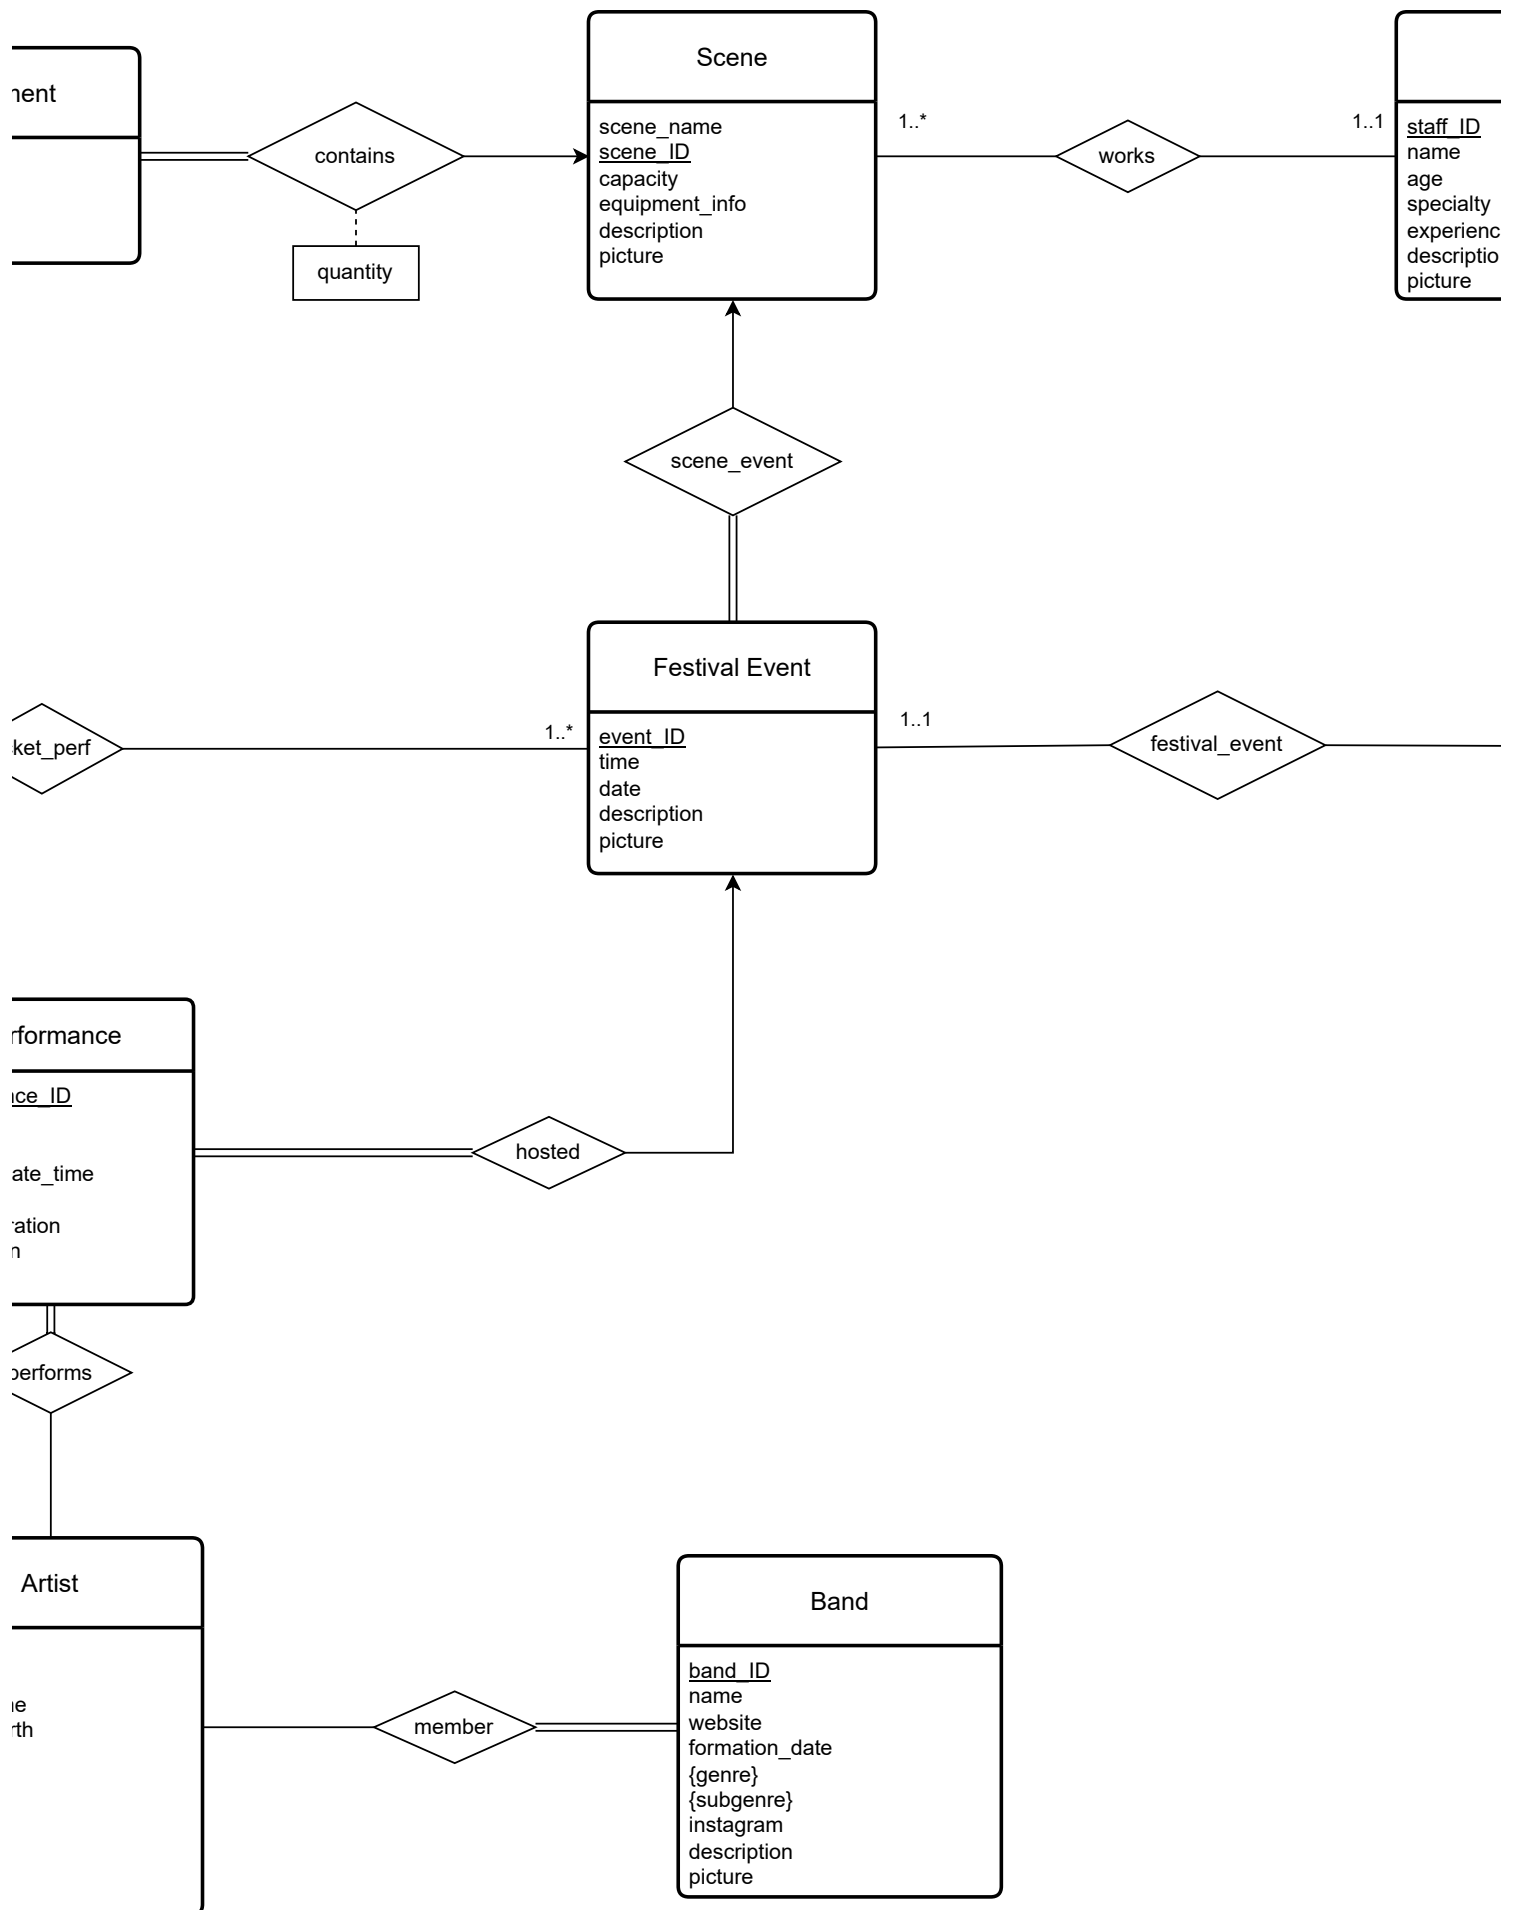 Scene
scene_name
scene_ID
capacity
equipment_info
description
picture
contains
quantity
1..*
works
1..1
staff_ID
name
age
specialty
picture
scene_event
Festival Event
event_ID
time
date
description
picture
1..*
1..1
festival_event
hosted
performs
Artist
member
Band
band_ID
name
website
formation_date
{genre}
{subgenre}
instagram
description
picture